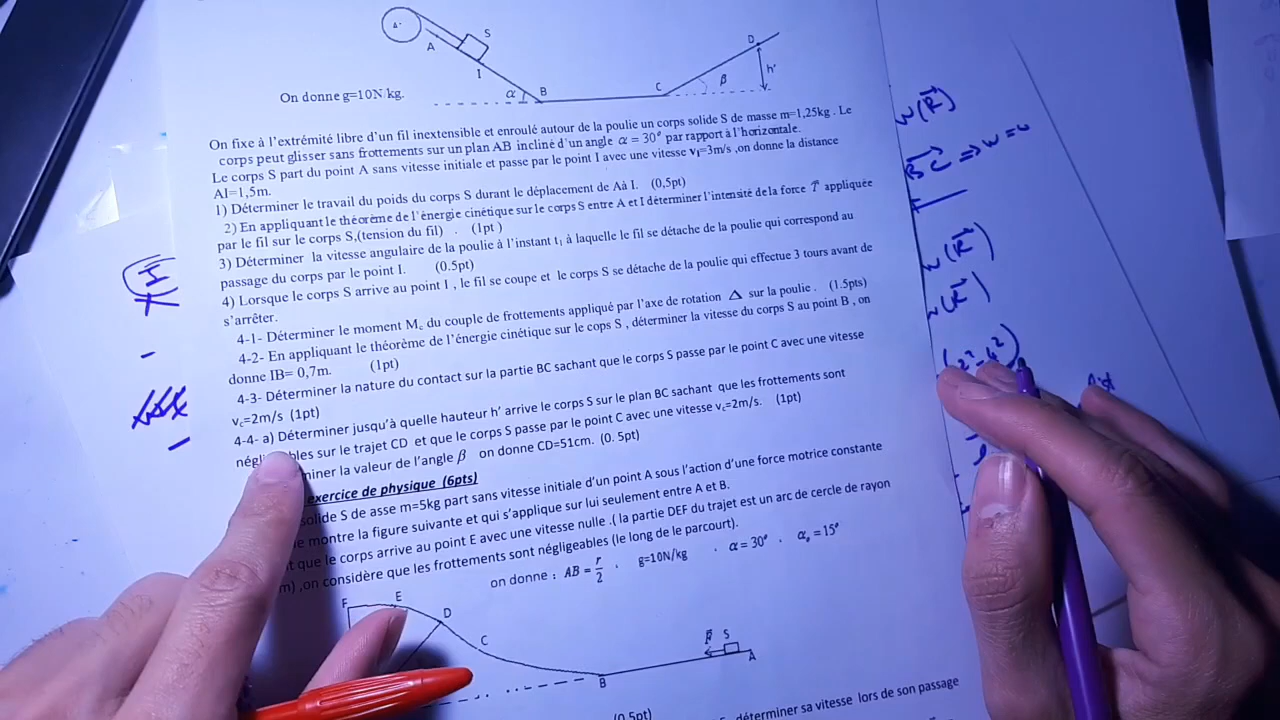 S
A
I
α
B
C
β
D
h'
On donne g=10N/kg.
On fixe à l'extrémité libre d'un fil inextensible et enroulé autour de la poulie un corps solide S de masse m=1,25kg . Le
corps peut glisser sans frottements sur un plan AB incliné d'un angle α = 30° par rapport à l'horizontale.
Le corps S part du point A sans vitesse initiale et passe par le point I avec une vitesse vI=3m/s ,on donne la distance
AI=1,5m.
1) Déterminer le travail du poids du corps S durant le déplacement de Aà I. (0,5pt)
2) En appliquant le théorème de l'énergie cinétique sur le corps S entre A et I déterminer l'intensité de la force T appliquée
par le fil sur le corps S,(tension du fil) . (1pt )
3) Déterminer la vitesse angulaire de la poulie à l'instant t1 à laquelle le fil se détache de la poulie qui correspond au
passage du corps par le point I. (0.5pt)
4) Lorsque le corps S arrive au point I , le fil se coupe et le corps S se détache de la poulie qui effectue 3 tours avant de
s'arrêter.
4-1- Déterminer le moment Mc du couple de frottements appliqué par l'axe de rotation Δ sur la poulie . (1.5pts)
4-2- En appliquant le théorème de l'énergie cinétique sur le cops S , déterminer la vitesse du corps S au point B , on
donne IB= 0,7m. (1pt)
4-3- Déterminer la nature du contact sur la partie BC sachant que le corps S passe par le point C avec une vitesse
vc=2m/s (1pt)
4-4- a) Déterminer jusqu'à quelle hauteur h' arrive le corps S sur le plan BC sachant que les frottements sont
bles sur le trajet CD et que le corps S passe par le point C avec une vitesse vc=2m/s. (1pt)
miner la valeur de l'angle β on donne CD=51cm. (0. 5pt)
exercice de physique (6pts)
solide S de asse m=5kg part sans vitesse initiale d'un point A sous l'action d'une force motrice constante
montre la figure suivante et qui s'applique sur lui seulement entre A et B.
que le corps arrive au point E avec une vitesse nulle .( la partie DEF du trajet est un arc de cercle de rayon
m) ,on considère que les frottements sont négligeables (le long de le parcourt).
on donne : AB = r/2 . g=10N/kg . α = 30° . α0 = 15°
F
E
D
C
B
F S
A
déterminer sa vitesse lors de son passage
(0.5pt)
W(R)
BC ⇒ W = 0
W(R)
W(R)